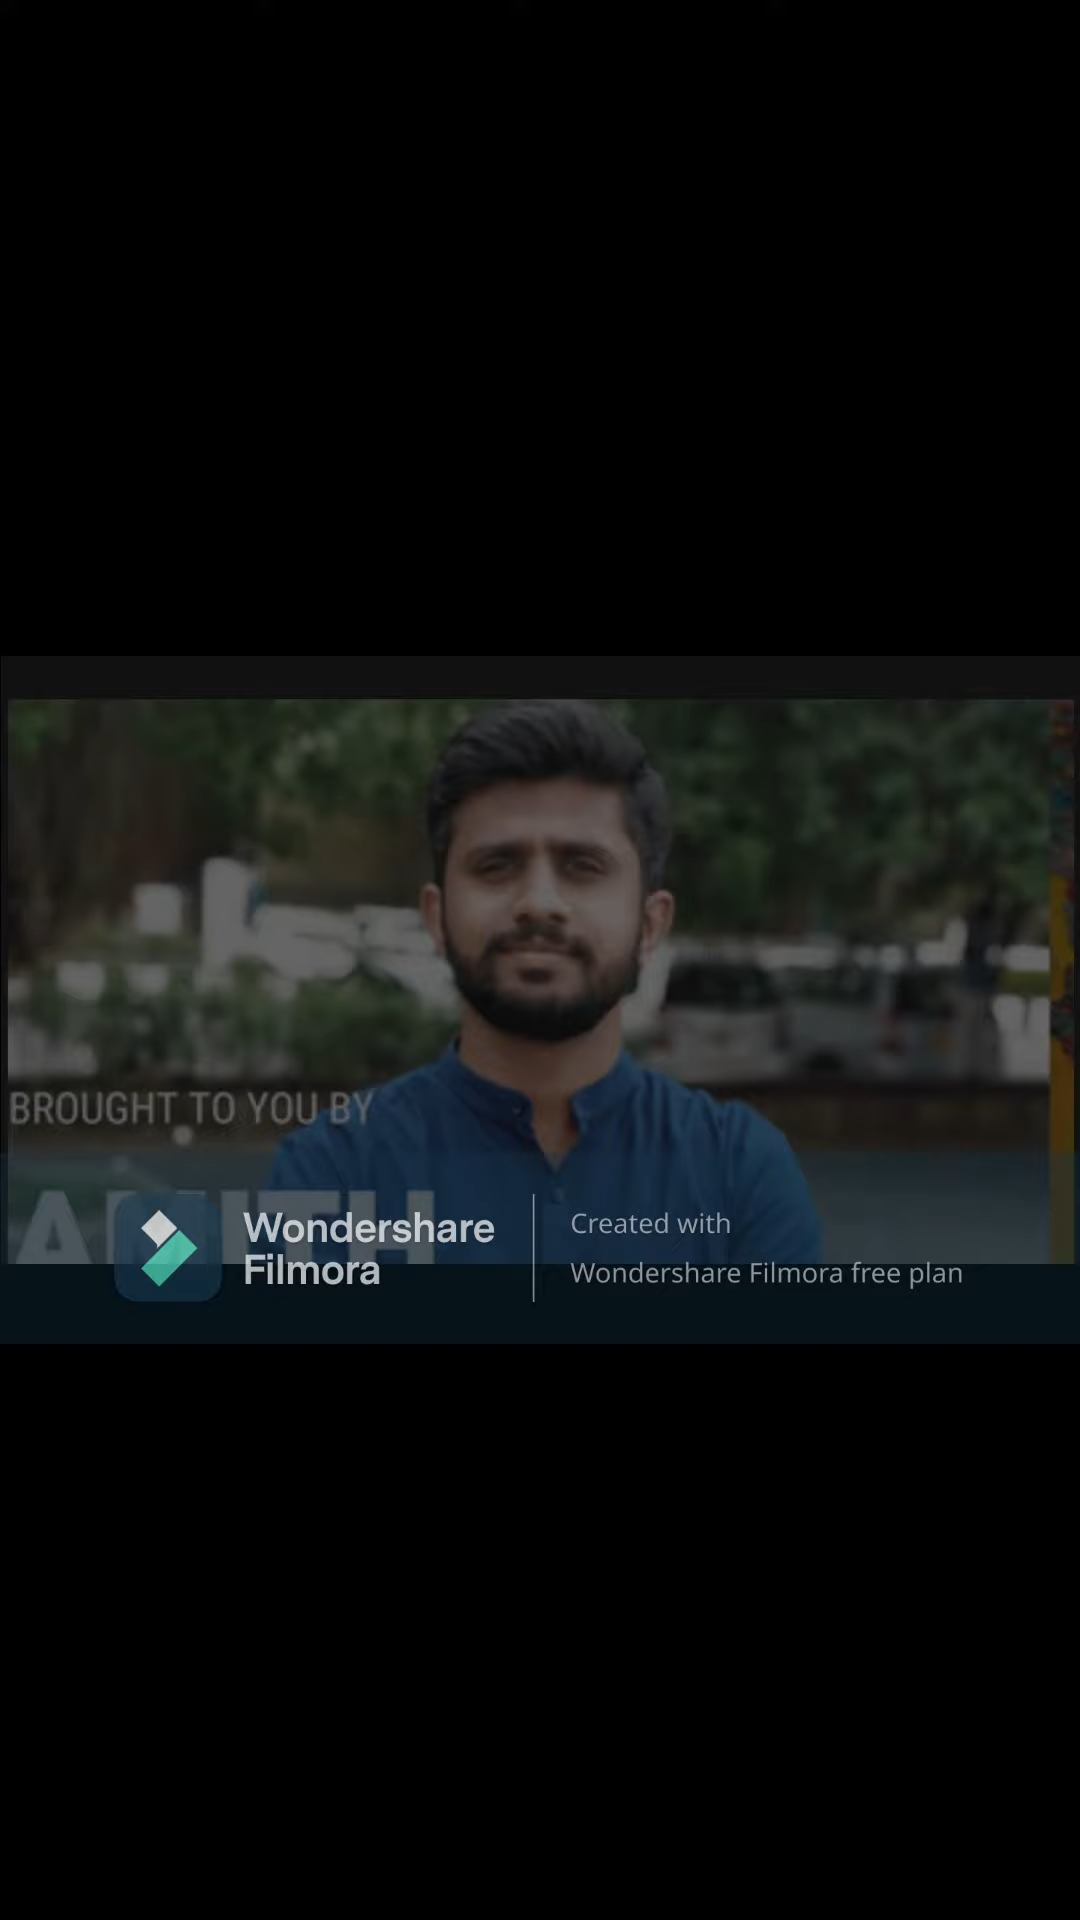 BROUGHT TO YOU BY
Wondershare
Filmora
Created with
Wondershare Filmora free plan